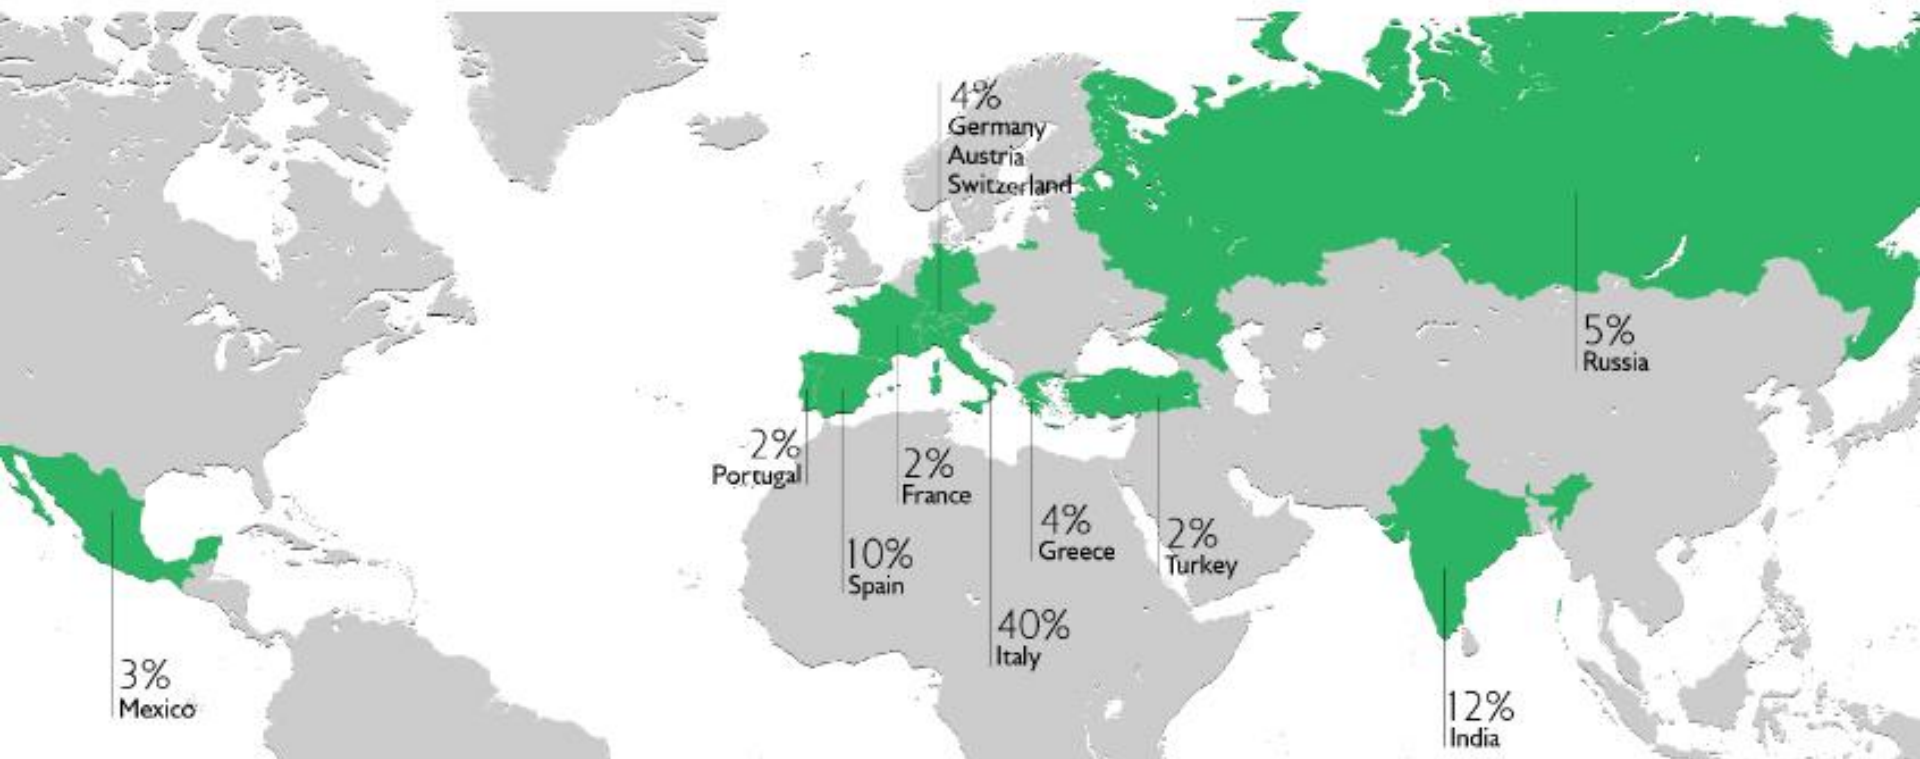 4%
Germany
Austria
Switzerland
5%
Russia
-2%
Portugal
2%
France
10%
Spain
4%
Greece
2%
Turkey
40%
Italy
3%
Mexico
12%
India